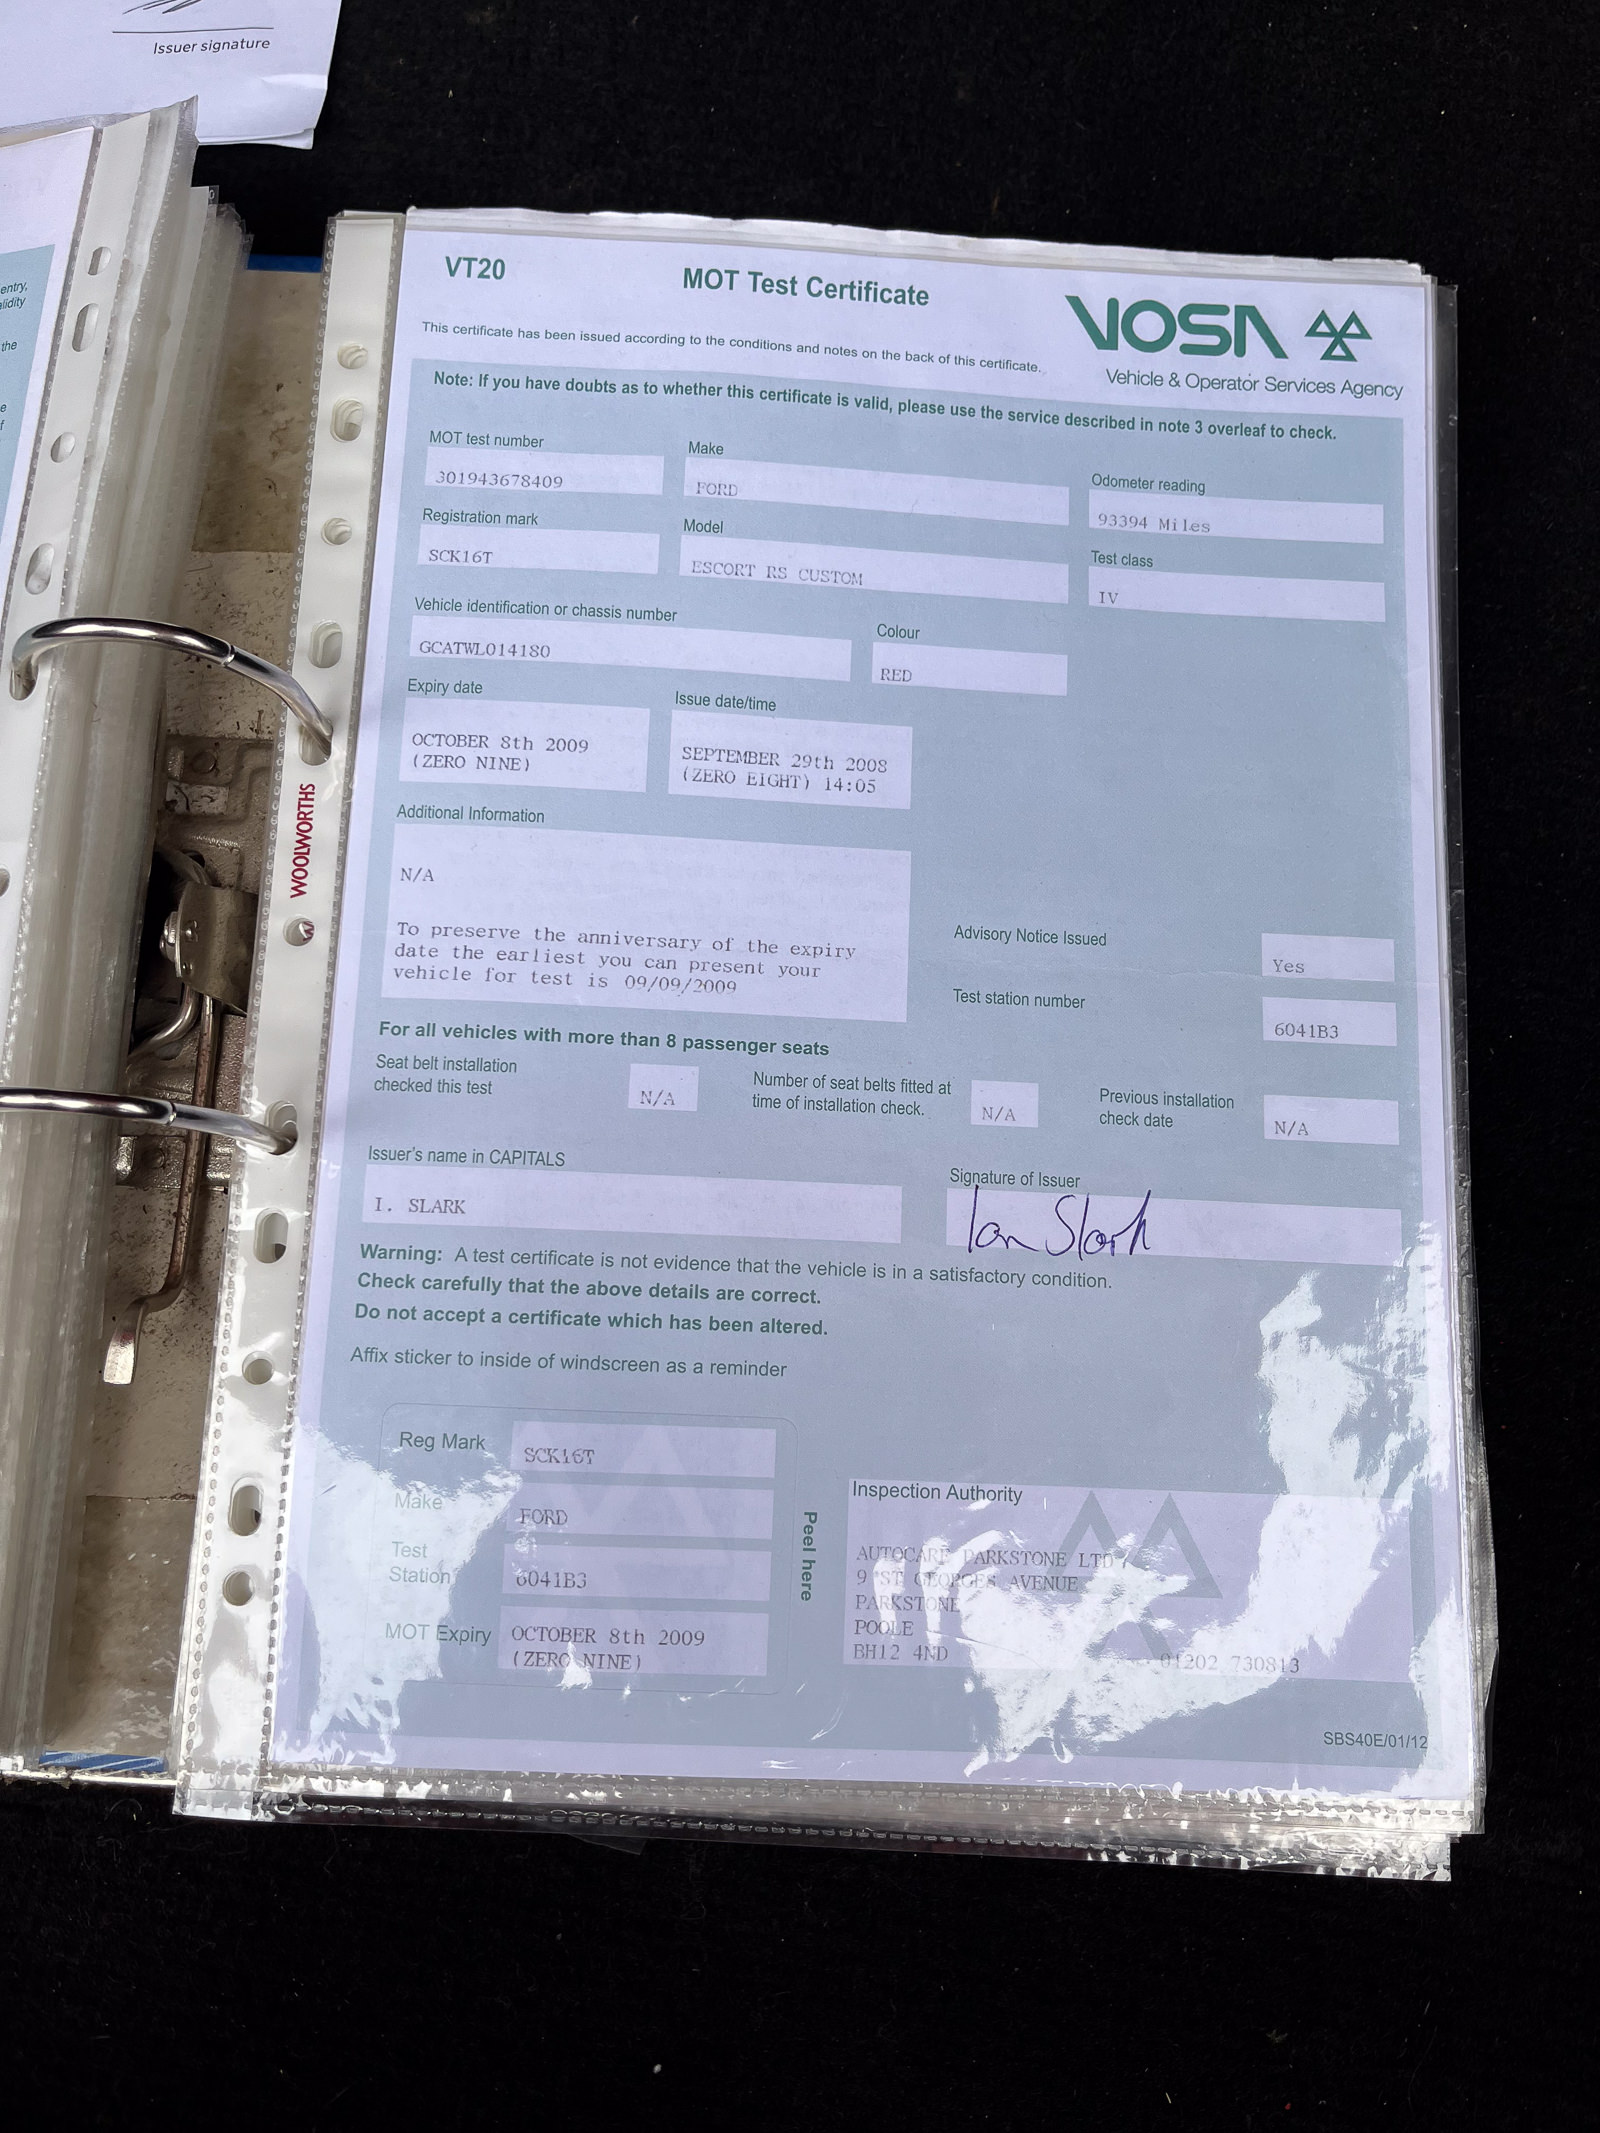 Issuer signature
entry,
alidity
the
e
f
WOOLWORTHS
VT20
MOT Test Certificate
VOSA
Vehicle & Operator Services Agency
This certificate has been issued according to the conditions and notes on the back of this certificate.
Note: If you have doubts as to whether this certificate is valid, please use the service described in note 3 overleaf to check.
MOT test number
301943678409
Make
FORD
Odometer reading
93394 Miles
Registration mark
SCK16T
Model
ESCORT RS CUSTOM
Test class
IV
Vehicle identification or chassis number
GCATWL014180
Colour
RED
Expiry date
OCTOBER 8th 2009
(ZERO NINE)
Issue date/time
SEPTEMBER 29th 2008
(ZERO EIGHT) 14:05
Additional Information
N/A
To preserve the anniversary of the expiry
date the earliest you can present your
vehicle for test is 09/09/2009
Advisory Notice Issued
Yes
Test station number
6041B3
For all vehicles with more than 8 passenger seats
Seat belt installation
checked this test
N/A
Number of seat belts fitted at
time of installation check.
N/A
Previous installation
check date
N/A
Issuer's name in CAPITALS
I. SLARK
Signature of Issuer
Ian Slark
Warning: A test certificate is not evidence that the vehicle is in a satisfactory condition.
Check carefully that the above details are correct.
Do not accept a certificate which has been altered.
Affix sticker to inside of windscreen as a reminder
Reg Mark
SCK16T
Make
FORD
Test
Station
6041B3
MOT Expiry
OCTOBER 8th 2009
(ZERO NINE)
Peel here
Inspection Authority
AUTOCARE PARKSTONE LTD
9 ST GEORGES AVENUE
PARKSTONE
POOLE
BH12 4ND
01202 730813
SBS40E/01/12